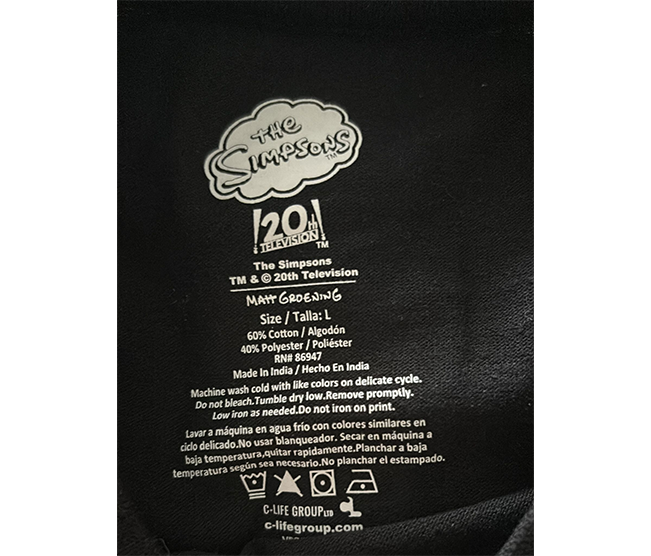 THE
SIMPSONS
TM
20th
TELEVISION
TM
The Simpsons
TM & © 20th Television
MATT GROENING
Size / Talla: L
60% Cotton / Algodón
40% Polyester / Poliéster
RN# 86947
Made In India / Hecho En India
Machine wash cold with like colors on delicate cycle.
Do not bleach.Tumble dry low.Remove promptly.
Low iron as needed.Do not iron on print.
Lavar a máquina en agua frío con colores similares en
ciclo delicado.No usar blanqueador. Secar en máquina a
baja temperatura,quitar rapidamente.Planchar a baja
temperatura según sea necesario.No planchar el estampado.
C-LIFE GROUP LTD
c-lifegroup.com